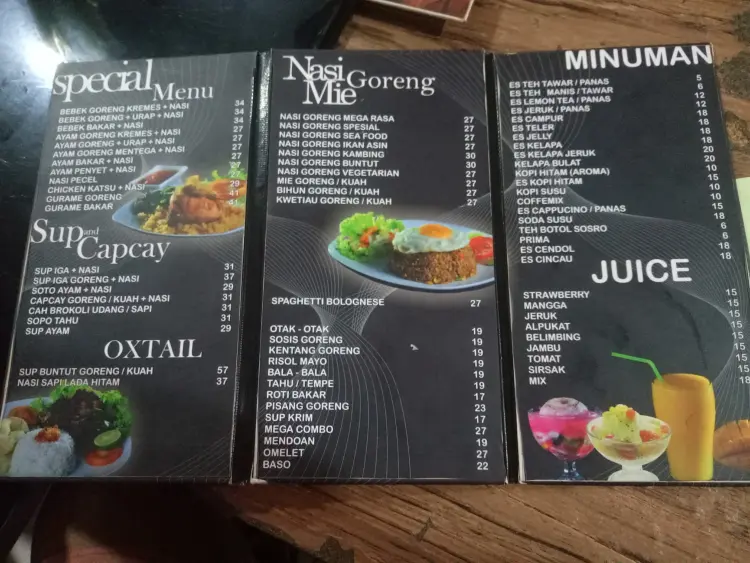 special Menu
BEBEK GORENG KREMES + NASI 34
BEBEK GORENG + URAP + NASI 34
BEBEK BAKAR + NASI 34
AYAM GORENG KREMES + NASI 27
AYAM GORENG + URAP + NASI 27
AYAM GORENG MENTEGA + NASI 27
AYAM BAKAR + NASI 27
AYAM PENYET + NASI 27
NASI PECEL 27
CHICKEN KATSU + NASI 29
GURAME GORENG 41
GURAME BAKAR 41
Sup and Capcay
SUP IGA + NASI 31
SUP IGA GORENG + NASI 37
SOTO AYAM + NASI 29
CAPCAY GORENG / KUAH + NASI 31
CAH BROKOLI UDANG / SAPI 31
SOPO TAHU 31
SUP AYAM 29
OXTAIL
SUP BUNTUT GORENG / KUAH 57
NASI SAPI LADA HITAM 37
Nasi Mie Goreng
NASI GORENG MEGA RASA 27
NASI GORENG SPESIAL 27
NASI GORENG SEA FOOD 27
NASI GORENG IKAN ASIN 27
NASI GORENG KAMBING 30
NASI GORENG BUNTUT 30
NASI GORENG VEGETARIAN 27
MIE GORENG / KUAH 27
BIHUN GORENG / KUAH 27
KWETIAU GORENG / KUAH 27
SPAGHETTI BOLOGNESE 27
OTAK - OTAK 19
SOSIS GORENG 19
KENTANG GORENG 19
RISOL MAYO 19
BALA - BALA 19
TAHU / TEMPE 19
ROTI BAKAR 17
PISANG GORENG 23
SUP KRIM 17
MEGA COMBO 27
MENDOAN 19
OMELET 27
BASO 22
MINUMAN
ES TEH TAWAR / PANAS 5
ES TEH MANIS / TAWAR 6
ES LEMON TEA / PANAS 12
ES JERUK / PANAS 12
ES CAMPUR 18
ES TELER 18
ES JELLY 18
ES KELAPA 18
ES KELAPA JERUK 20
KELAPA BULAT 20
KOPI HITAM (AROMA) 10
ES KOPI HITAM 15
KOPI SUSU 10
COFFEMIX 10
ES CAPPUCINO / PANAS 15
SODA SUSU 18
TEH BOTOL SOSRO 6
PRIMA 6
ES CENDOL 18
ES CINCAU 18
JUICE
STRAWBERRY 15
MANGGA 15
JERUK 15
ALPUKAT 15
BELIMBING 15
JAMBU 15
TOMAT 15
SIRSAK 15
MIX 18